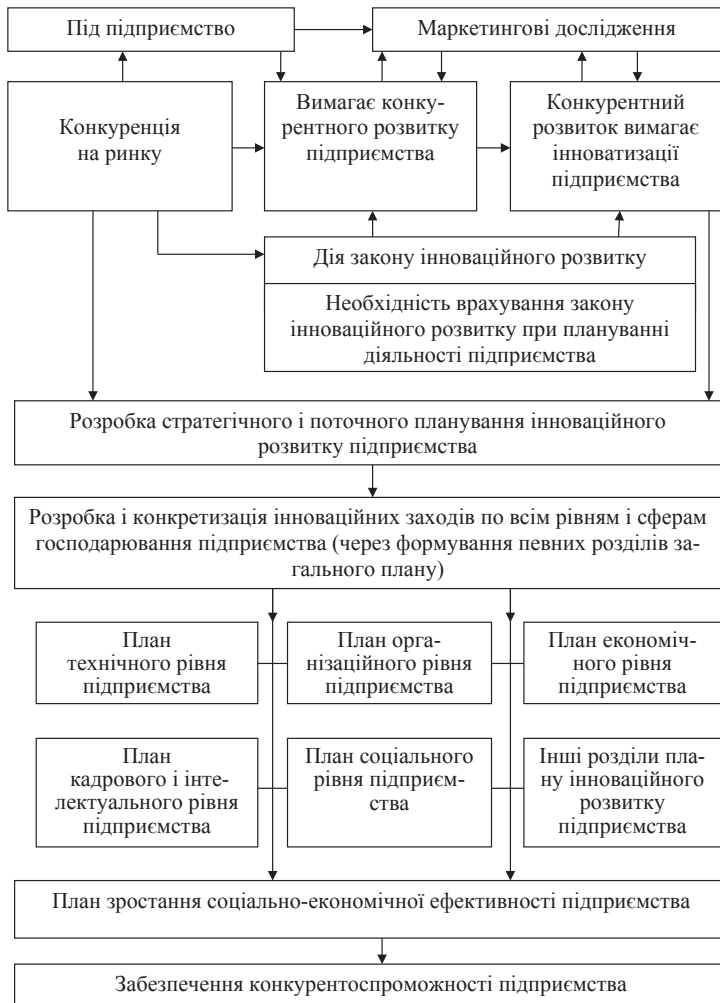 Під підприємство
Маркетингові дослідження
Конкуренція
на ринку
Вимагає конку-
рентного розвитку
підприємства
Конкурентний
розвиток вимагає
інноватизації
підприємства
Дія закону інноваційного розвитку
Необхідність врахування закону
інноваційного розвитку при плануванні
діяльності підприємства
Розробка стратегічного і поточного планування інноваційного
розвитку підприємства
Розробка і конкретизація інноваційних заходів по всім рівням і сферам
господарювання підприємства (через формування певних розділів за-
гального плану)
План
технічного рівня
підприємства
План орга-
нізаційного рівня
підприємства
План економіч-
ного рівня
підприємства
План
кадрового і інте-
лектуального рівня
підприємства
План соціального
рівня підприєм-
ства
Інші розділи пла-
ну інноваційного
розвитку
підприємства
План зростання соціально-економічної ефективності підприємства
Забезпечення конкурентоспроможності підприємства